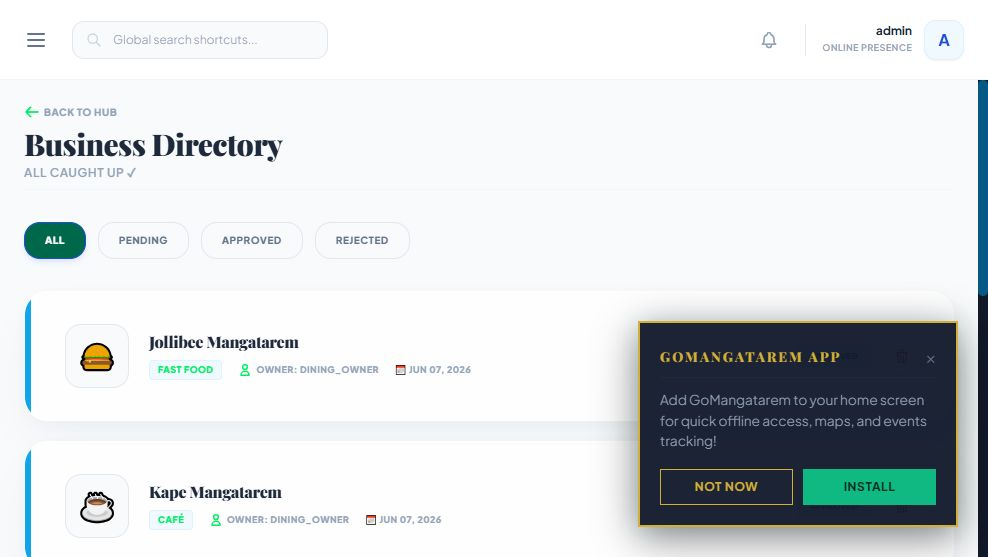 Global search shortcuts...
admin
ONLINE PRESENCE
A
BACK TO HUB
Business Directory
ALL CAUGHT UP ✓
ALL
PENDING
APPROVED
REJECTED
Jollibee Mangatarem
FAST FOOD
OWNER: DINING_OWNER
JUN 07, 2026
GOMANGATAREM APP
×
Add GoMangatarem to your home screen
for quick offline access, maps, and events
tracking!
NOT NOW
INSTALL
Kape Mangatarem
CAFÉ
OWNER: DINING_OWNER
JUN 07, 2026